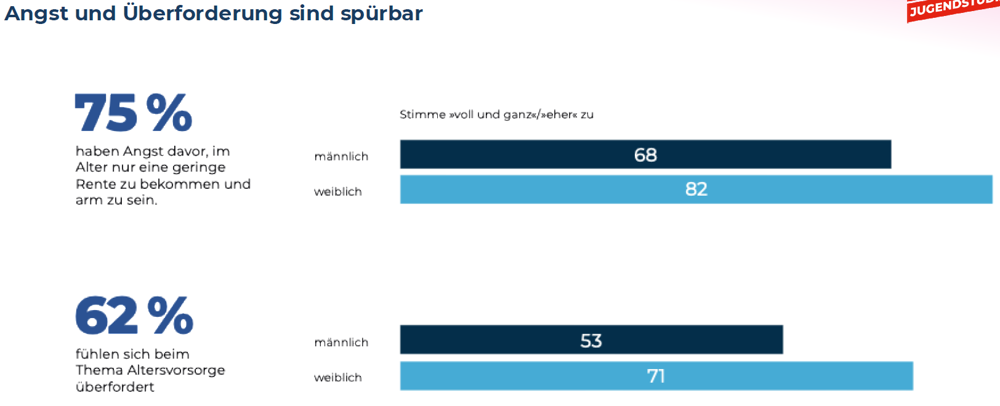 Angst und Überforderung sind spürbar
75 %
haben Angst davor, im
Alter nur eine geringe
Rente zu bekommen und
arm zu sein.
Stimme »voll und ganz«/»eher« zu
männlich
68
weiblich
82
62 %
fühlen sich beim
Thema Altersvorsorge
überfordert
männlich
53
weiblich
71